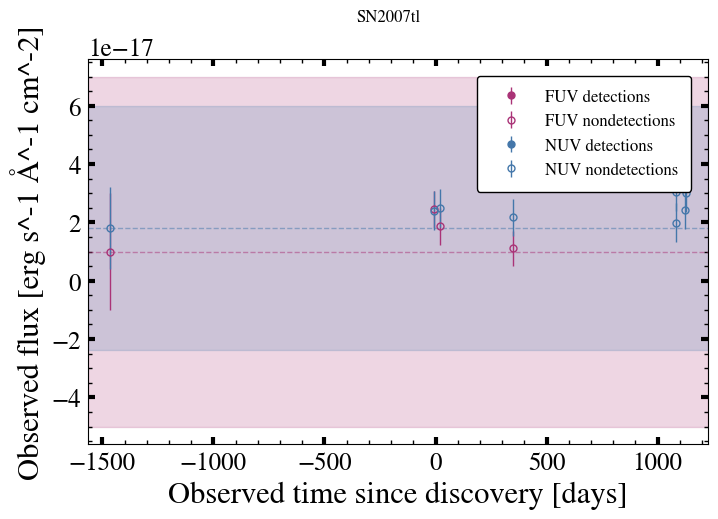 SN2007tl
1e−17
Observed flux [erg s^-1 Å^-1 cm^-2]
6
4
2
0
−2
−4
FUV detections
FUV nondetections
NUV detections
NUV nondetections
−1500
−1000
−500
0
500
1000
Observed time since discovery [days]